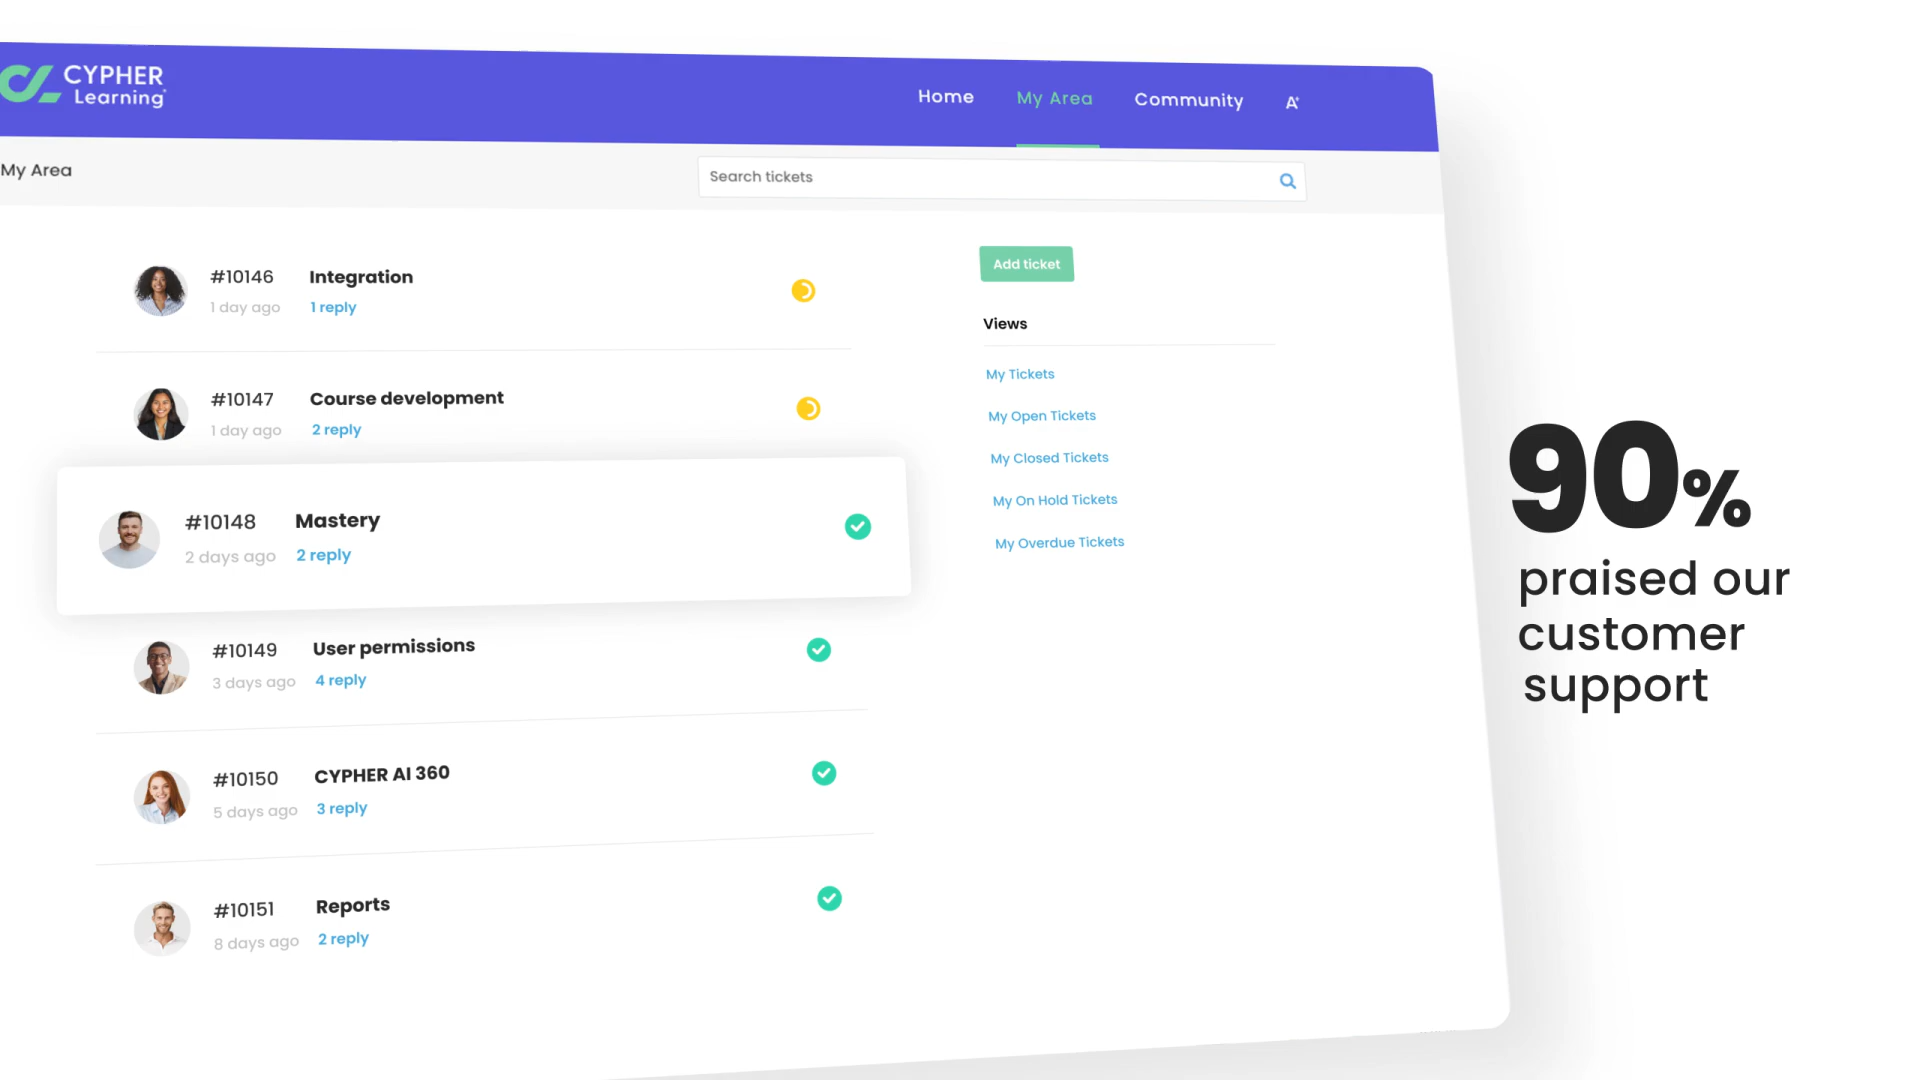 CYPHER
Learning
Home
My Area
Community
A
My Area
Search tickets
#10146
Integration
1 day ago
1 reply
#10147
Course development
1 day ago
2 reply
#10148
Mastery
2 days ago
2 reply
#10149
User permissions
3 days ago
4 reply
#10150
CYPHER AI 360
5 days ago
3 reply
#10151
Reports
8 days ago
2 reply
Add ticket
Views
My Tickets
My Open Tickets
My Closed Tickets
My On Hold Tickets
My Overdue Tickets
90%
praised our
customer
support